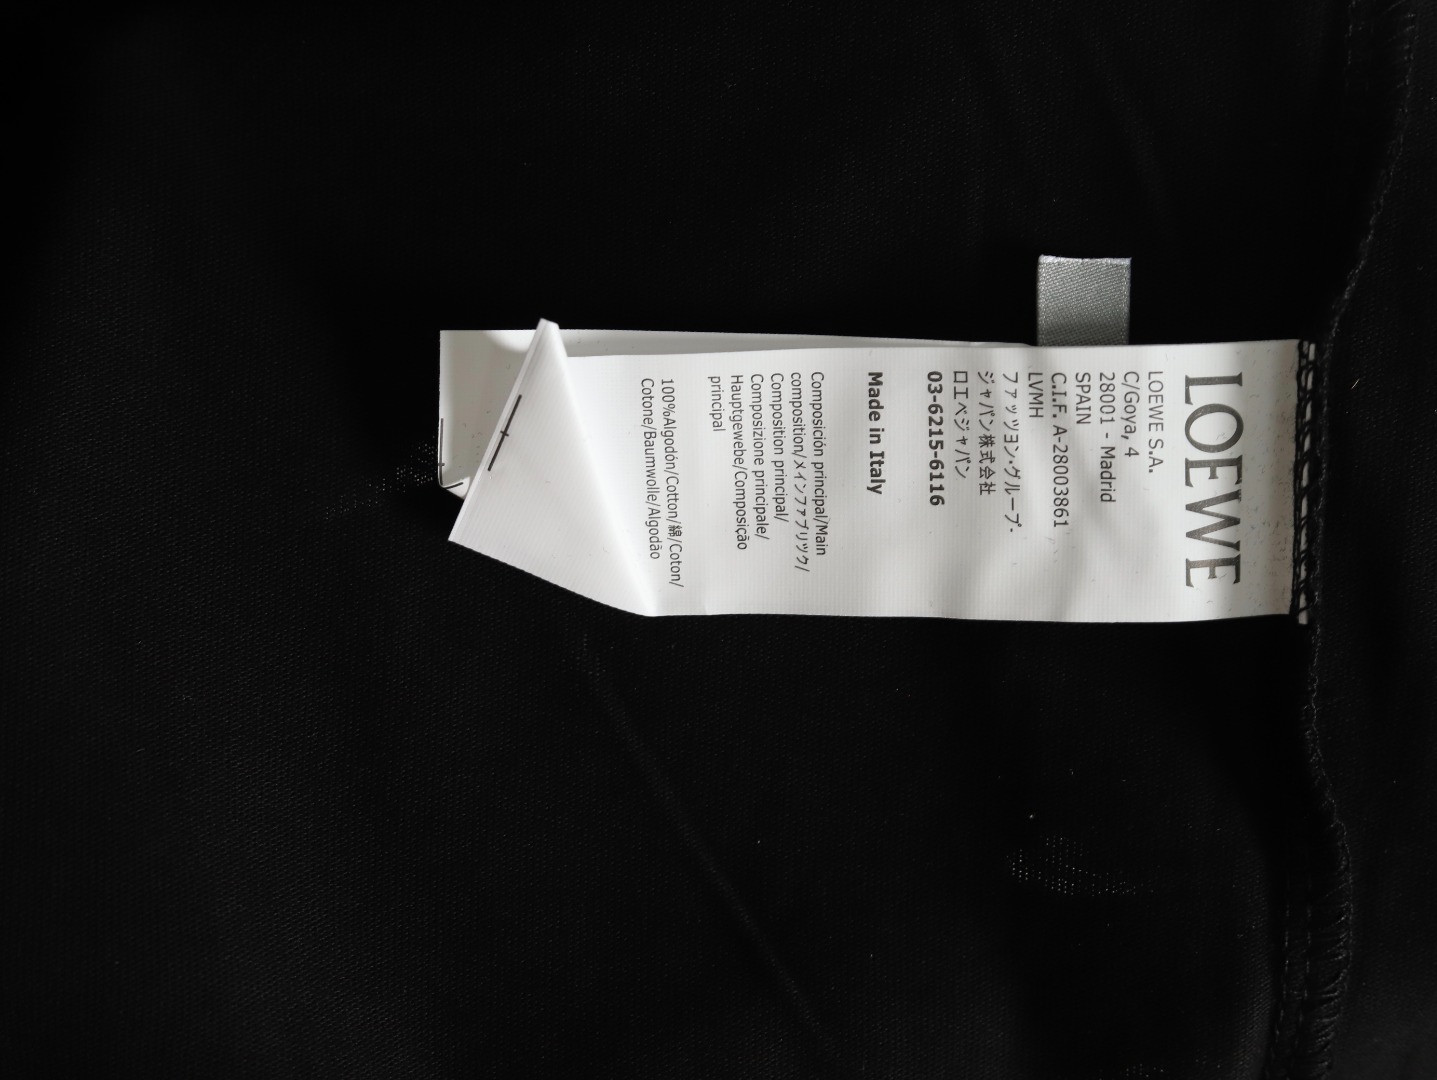 LOEWE
LOEWE S.A.
C/Goya, 4
28001 - Madrid
SPAIN
C.I.F. A-28003861
LVMH
ファッツヨン・グループ・
ジャパン株式会社
ロエベジャパン
03-6215-6116
Made in Italy
Composición principal/Main
composition/メインファブリック/
Composition principal/
Composizione principale/
Hauptgewebe/Composição
principal
100%Algodón/Cotton/綿/Coton/
Cotone/Baumwolle/Algodão